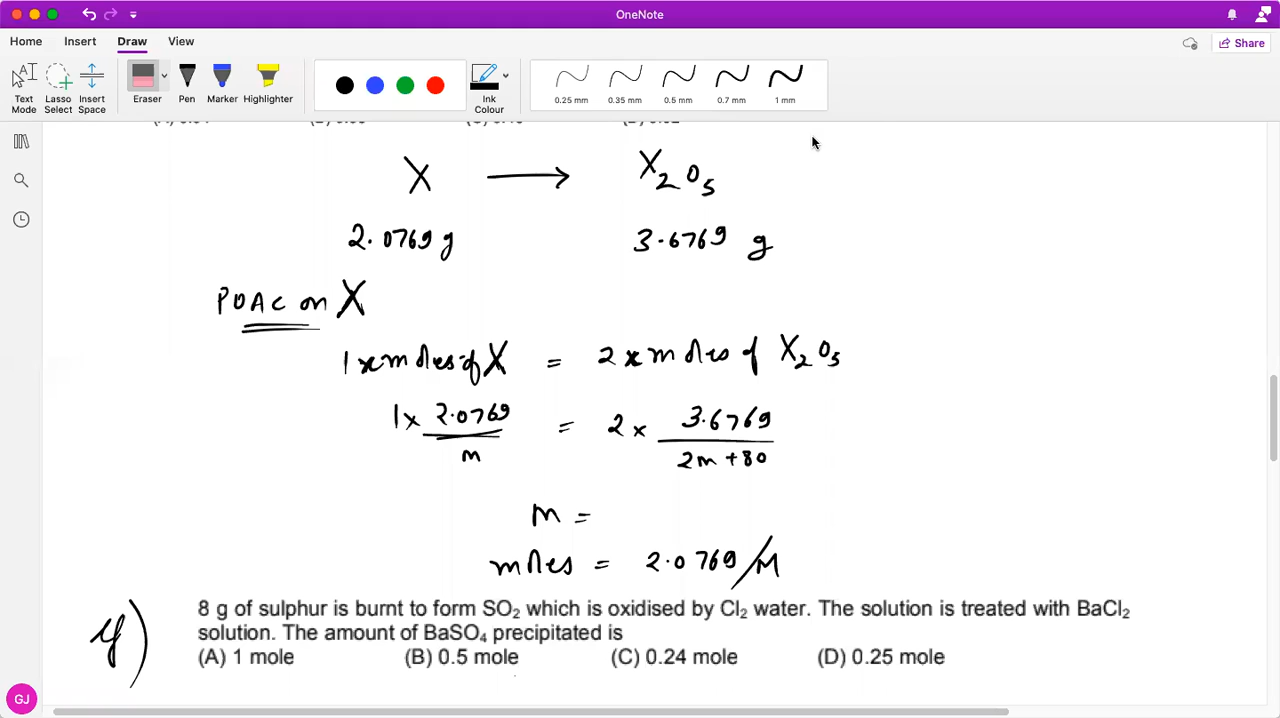 OneNote
Home Insert Draw View
Share
Text Mode
Lasso Select
Insert Space
Eraser
Pen
Marker
Highlighter
Ink Colour
0.25 mm
0.35 mm
0.5 mm
0.7 mm
1 mm
X ⟶ X₂O₅
2.0769 g 3.6769 g
POAC on X
1 x moles of X = 2 x moles of X₂O₅
1 x 2.0769/m = 2 x 3.6769/2m + 80
M =
moles = 2.0769/M
4)
8 g of sulphur is burnt to form SO₂ which is oxidised by Cl₂ water. The solution is treated with BaCl₂
solution. The amount of BaSO₄ precipitated is
(A) 1 mole (B) 0.5 mole (C) 0.24 mole (D) 0.25 mole
GJ